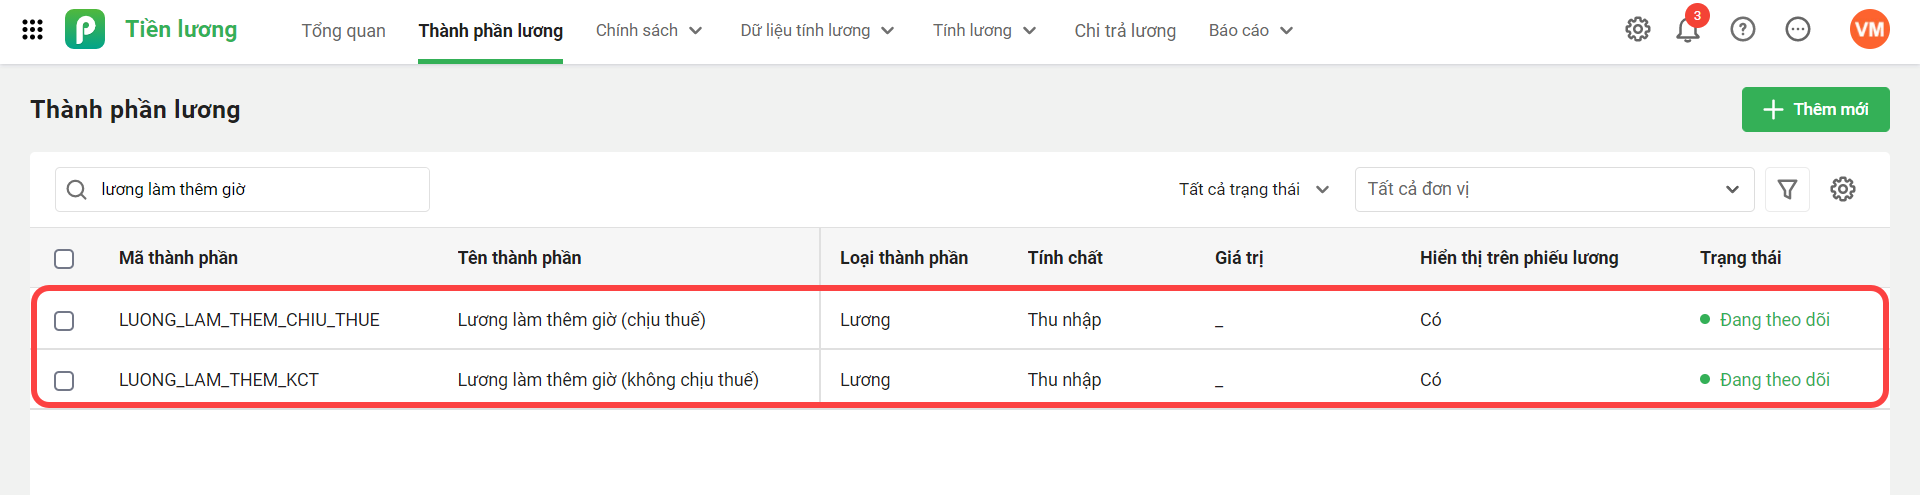 Tiền lương Tổng quan Thành phần lương Chính sách Dữ liệu tính lương Tính lương Chi trả lương Báo cáo 3 VM
Thành phần lương Thêm mới
lương làm thêm giờ Tất cả trạng thái Tất cả đơn vị
Mã thành phần Tên thành phần Loại thành phần Tính chất Giá trị Hiển thị trên phiếu lương Trạng thái
LUONG_LAM_THEM_CHIU_THUE Lương làm thêm giờ (chịu thuế) Lương Thu nhập _ Có Đang theo dõi
LUONG_LAM_THEM_KCT Lương làm thêm giờ (không chịu thuế) Lương Thu nhập _ Có Đang theo dõi